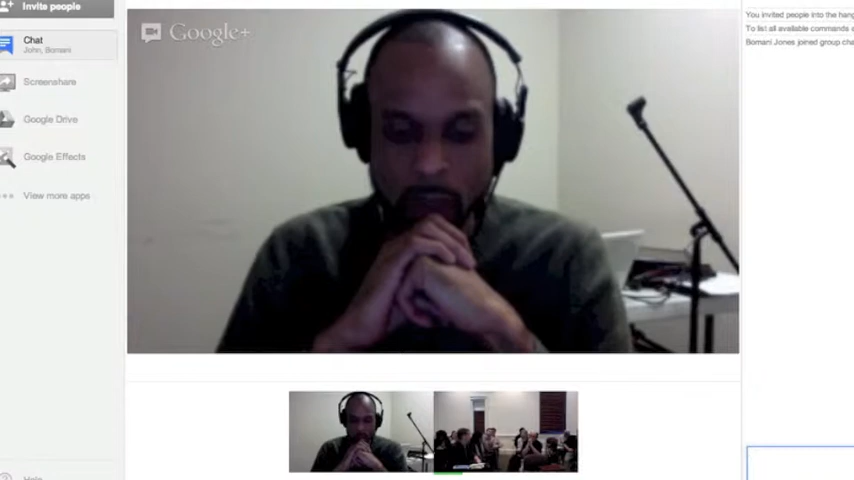 Invite people
Chat
John, Bomani
Screenshare
Google Drive
Google Effects
View more apps
Help
Google+
You invited people into the hang
To list all available commands
Bomani Jones joined group cha